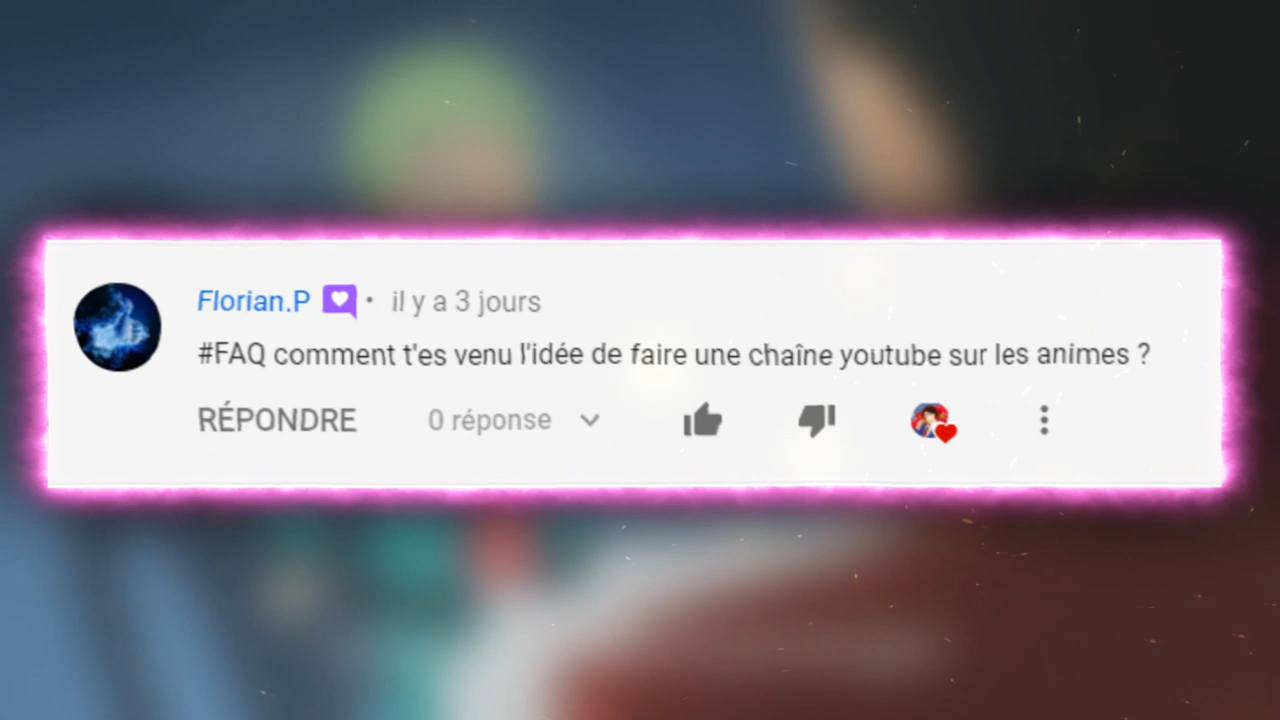 Florian.P • il y a 3 jours
#FAQ comment t'es venu l'idée de faire une chaîne youtube sur les animes ?
RÉPONDRE 0 réponse